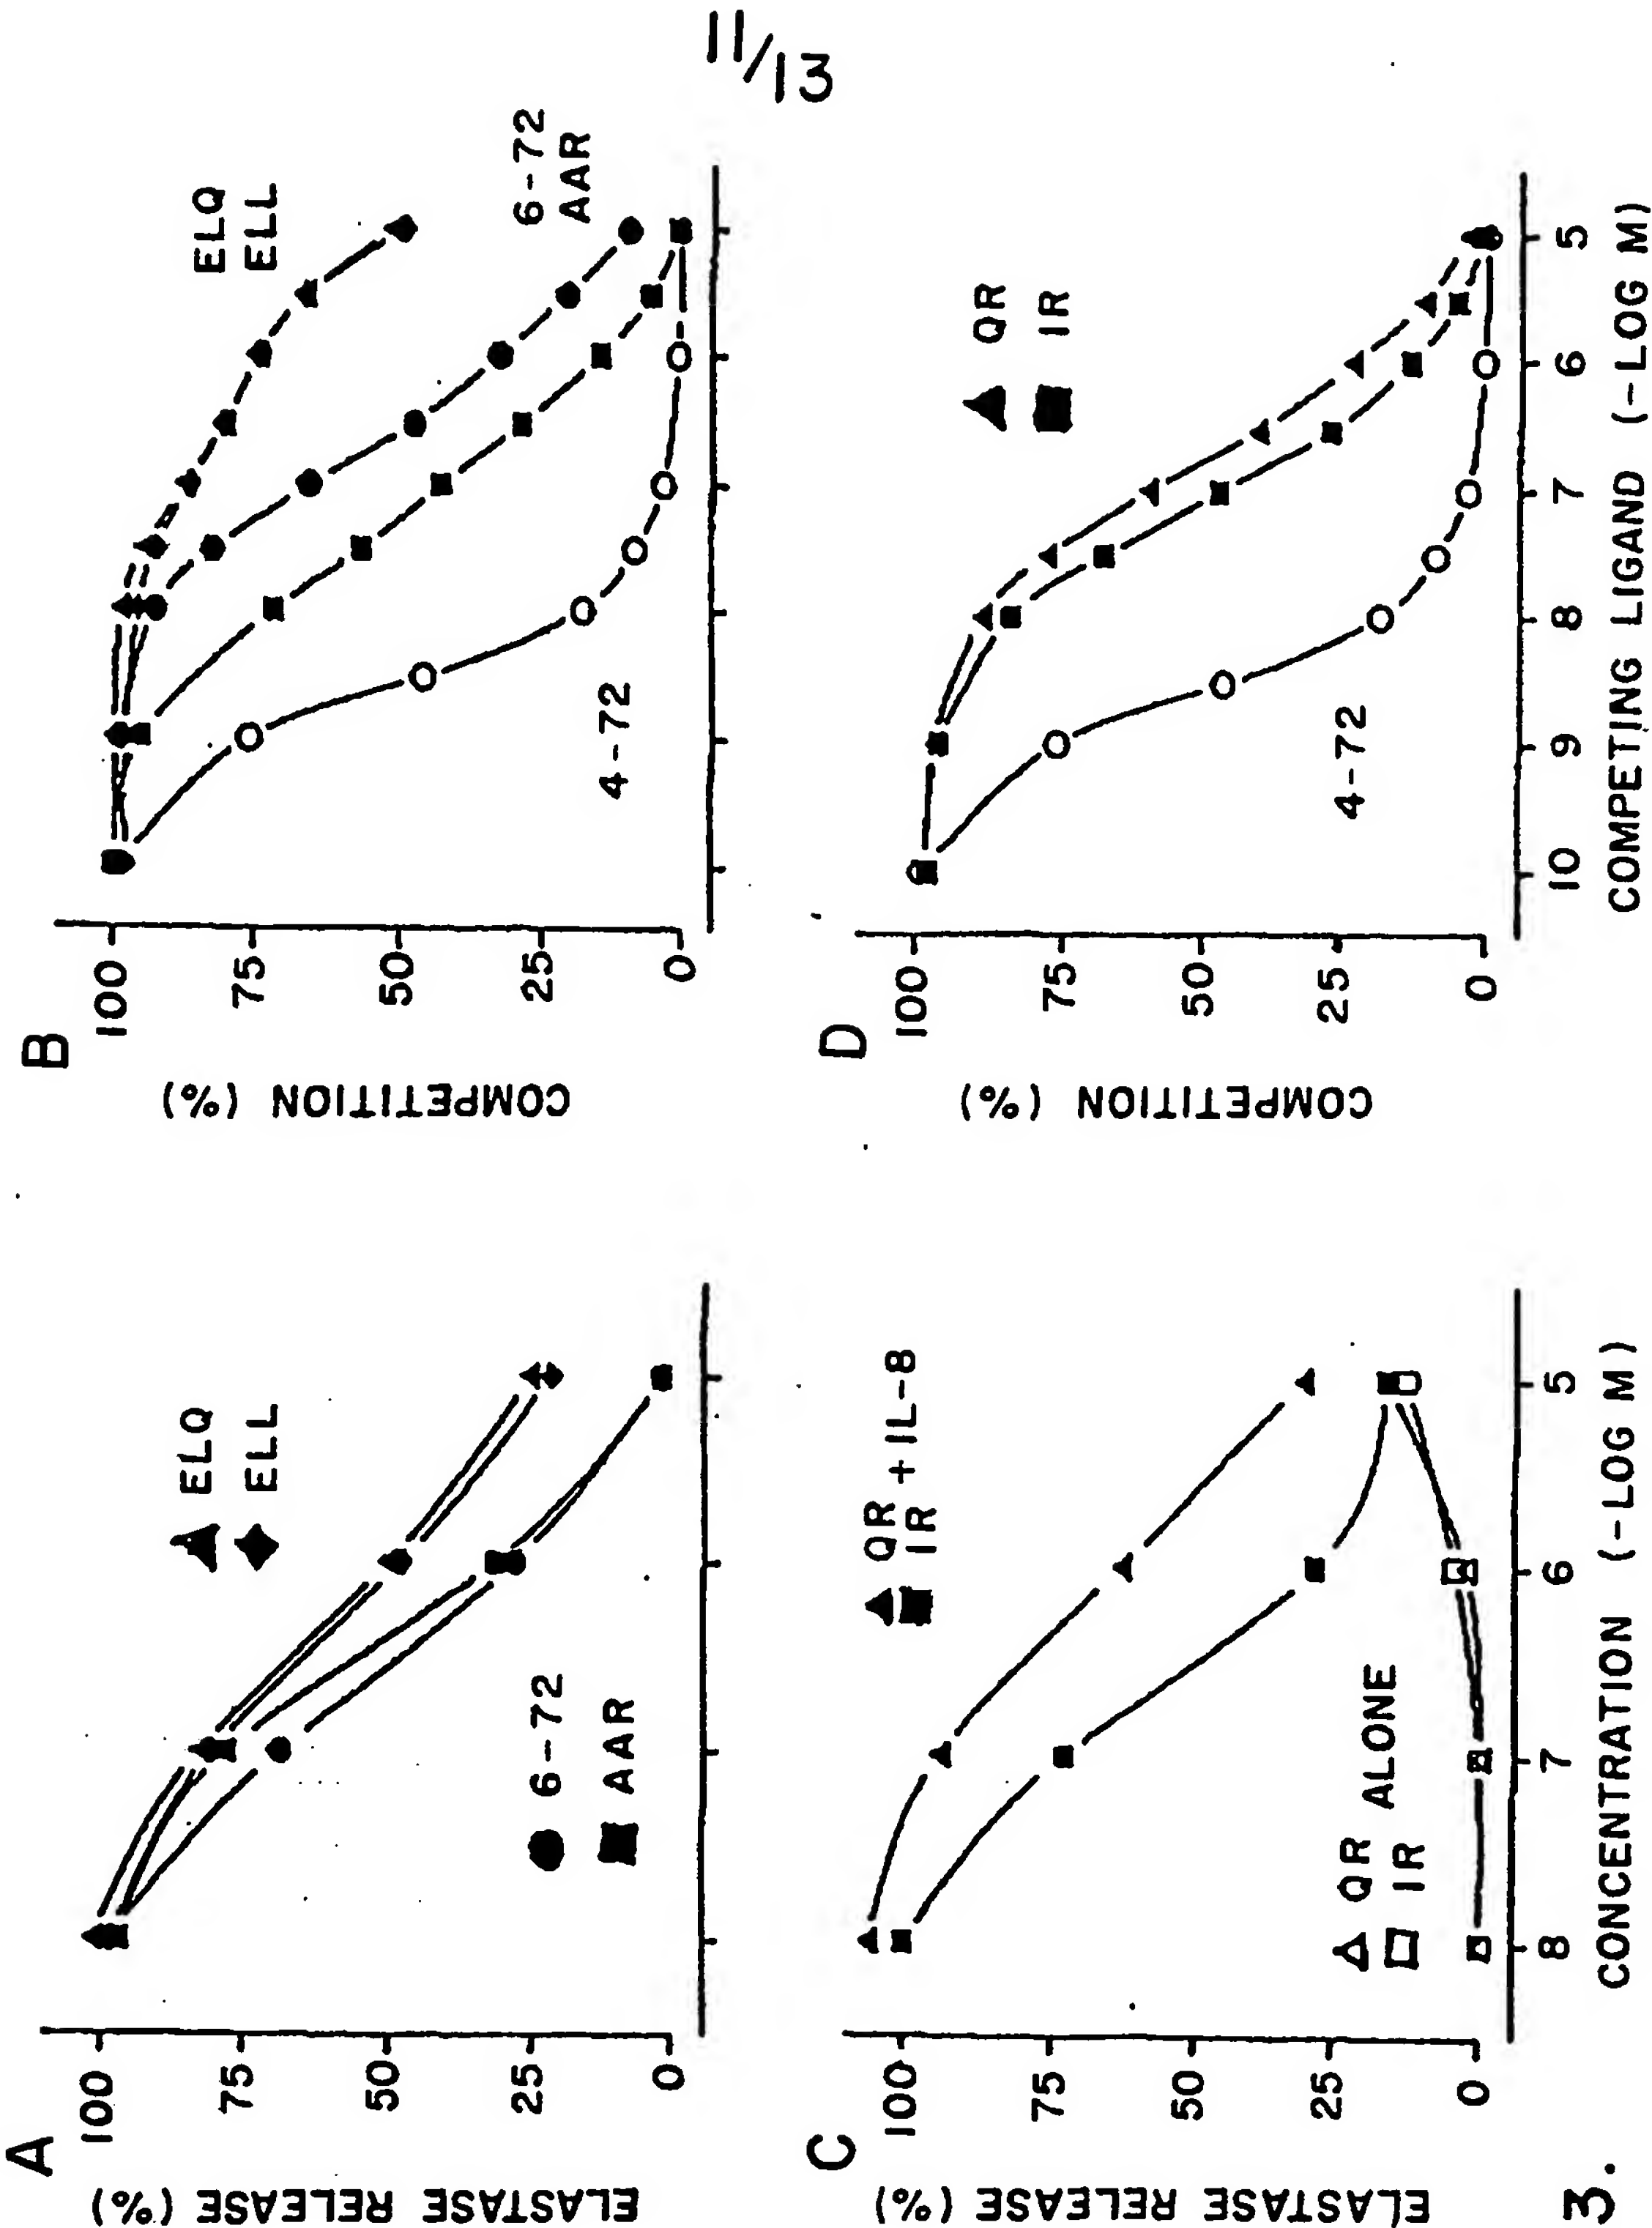 11/13
A
ELASTASE RELEASE (%)
100
75
50
25
0
ELQ
ELL
6-72
AAR
B
COMPETITION (%)
100
75
50
25
0
ELQ
ELL
6-72
AAR
4-72
C
ELASTASE RELEASE (%)
100
75
50
25
0
QR
IR +IL-8
QR ALONE
IR
8 7 6 5
CONCENTRATION (-LOG M)
D
COMPETITION (%)
100
75
50
25
0
QR
IR
4-72
10 9 8 7 6 5
COMPETING LIGAND (-LOG M)
3.